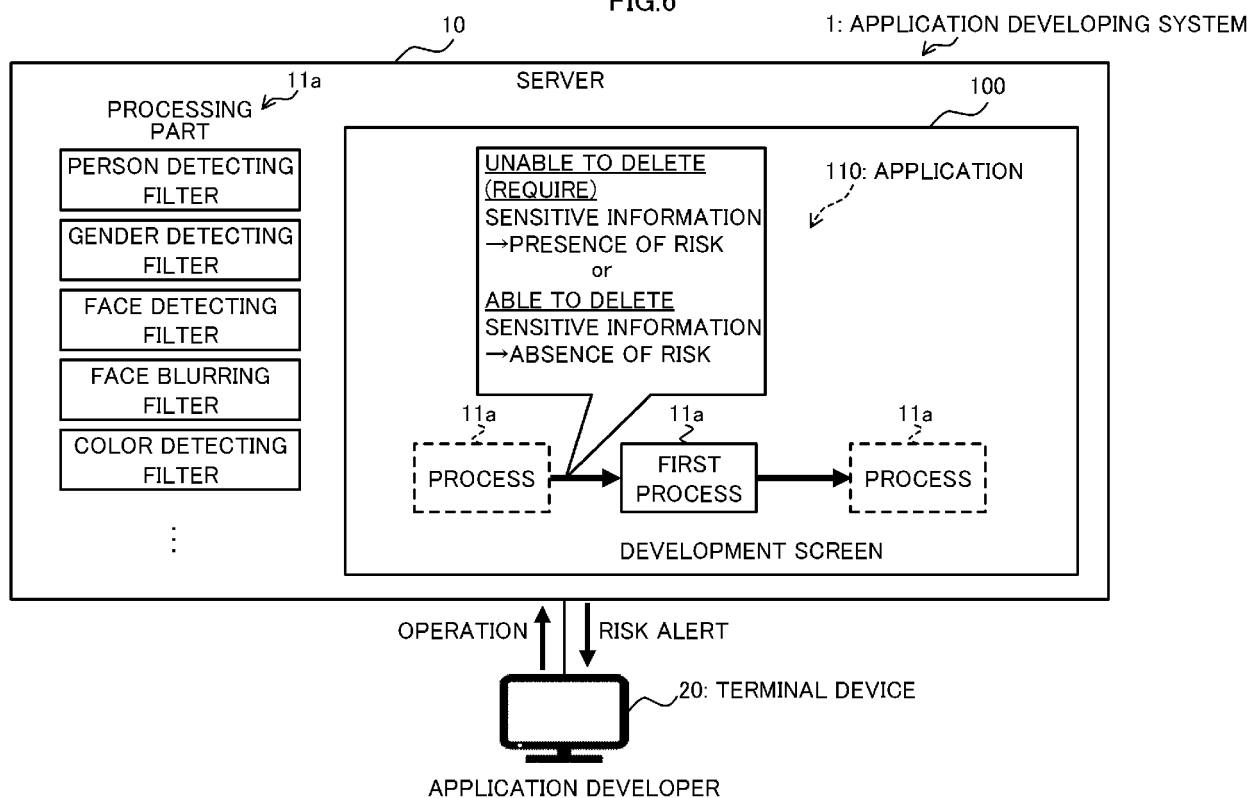 FIG.6
10
1: APPLICATION DEVELOPING SYSTEM
SERVER
11a
PROCESSING
PART
PERSON DETECTING
FILTER
GENDER DETECTING
FILTER
FACE DETECTING
FILTER
FACE BLURRING
FILTER
COLOR DETECTING
FILTER
⋮
100
110: APPLICATION
UNABLE TO DELETE
(REQUIRE)
SENSITIVE INFORMATION
→PRESENCE OF RISK
or
ABLE TO DELETE
SENSITIVE INFORMATION
→ABSENCE OF RISK
11a
11a
11a
PROCESS
FIRST
PROCESS
PROCESS
DEVELOPMENT SCREEN
OPERATION
RISK ALERT
20: TERMINAL DEVICE
APPLICATION DEVELOPER